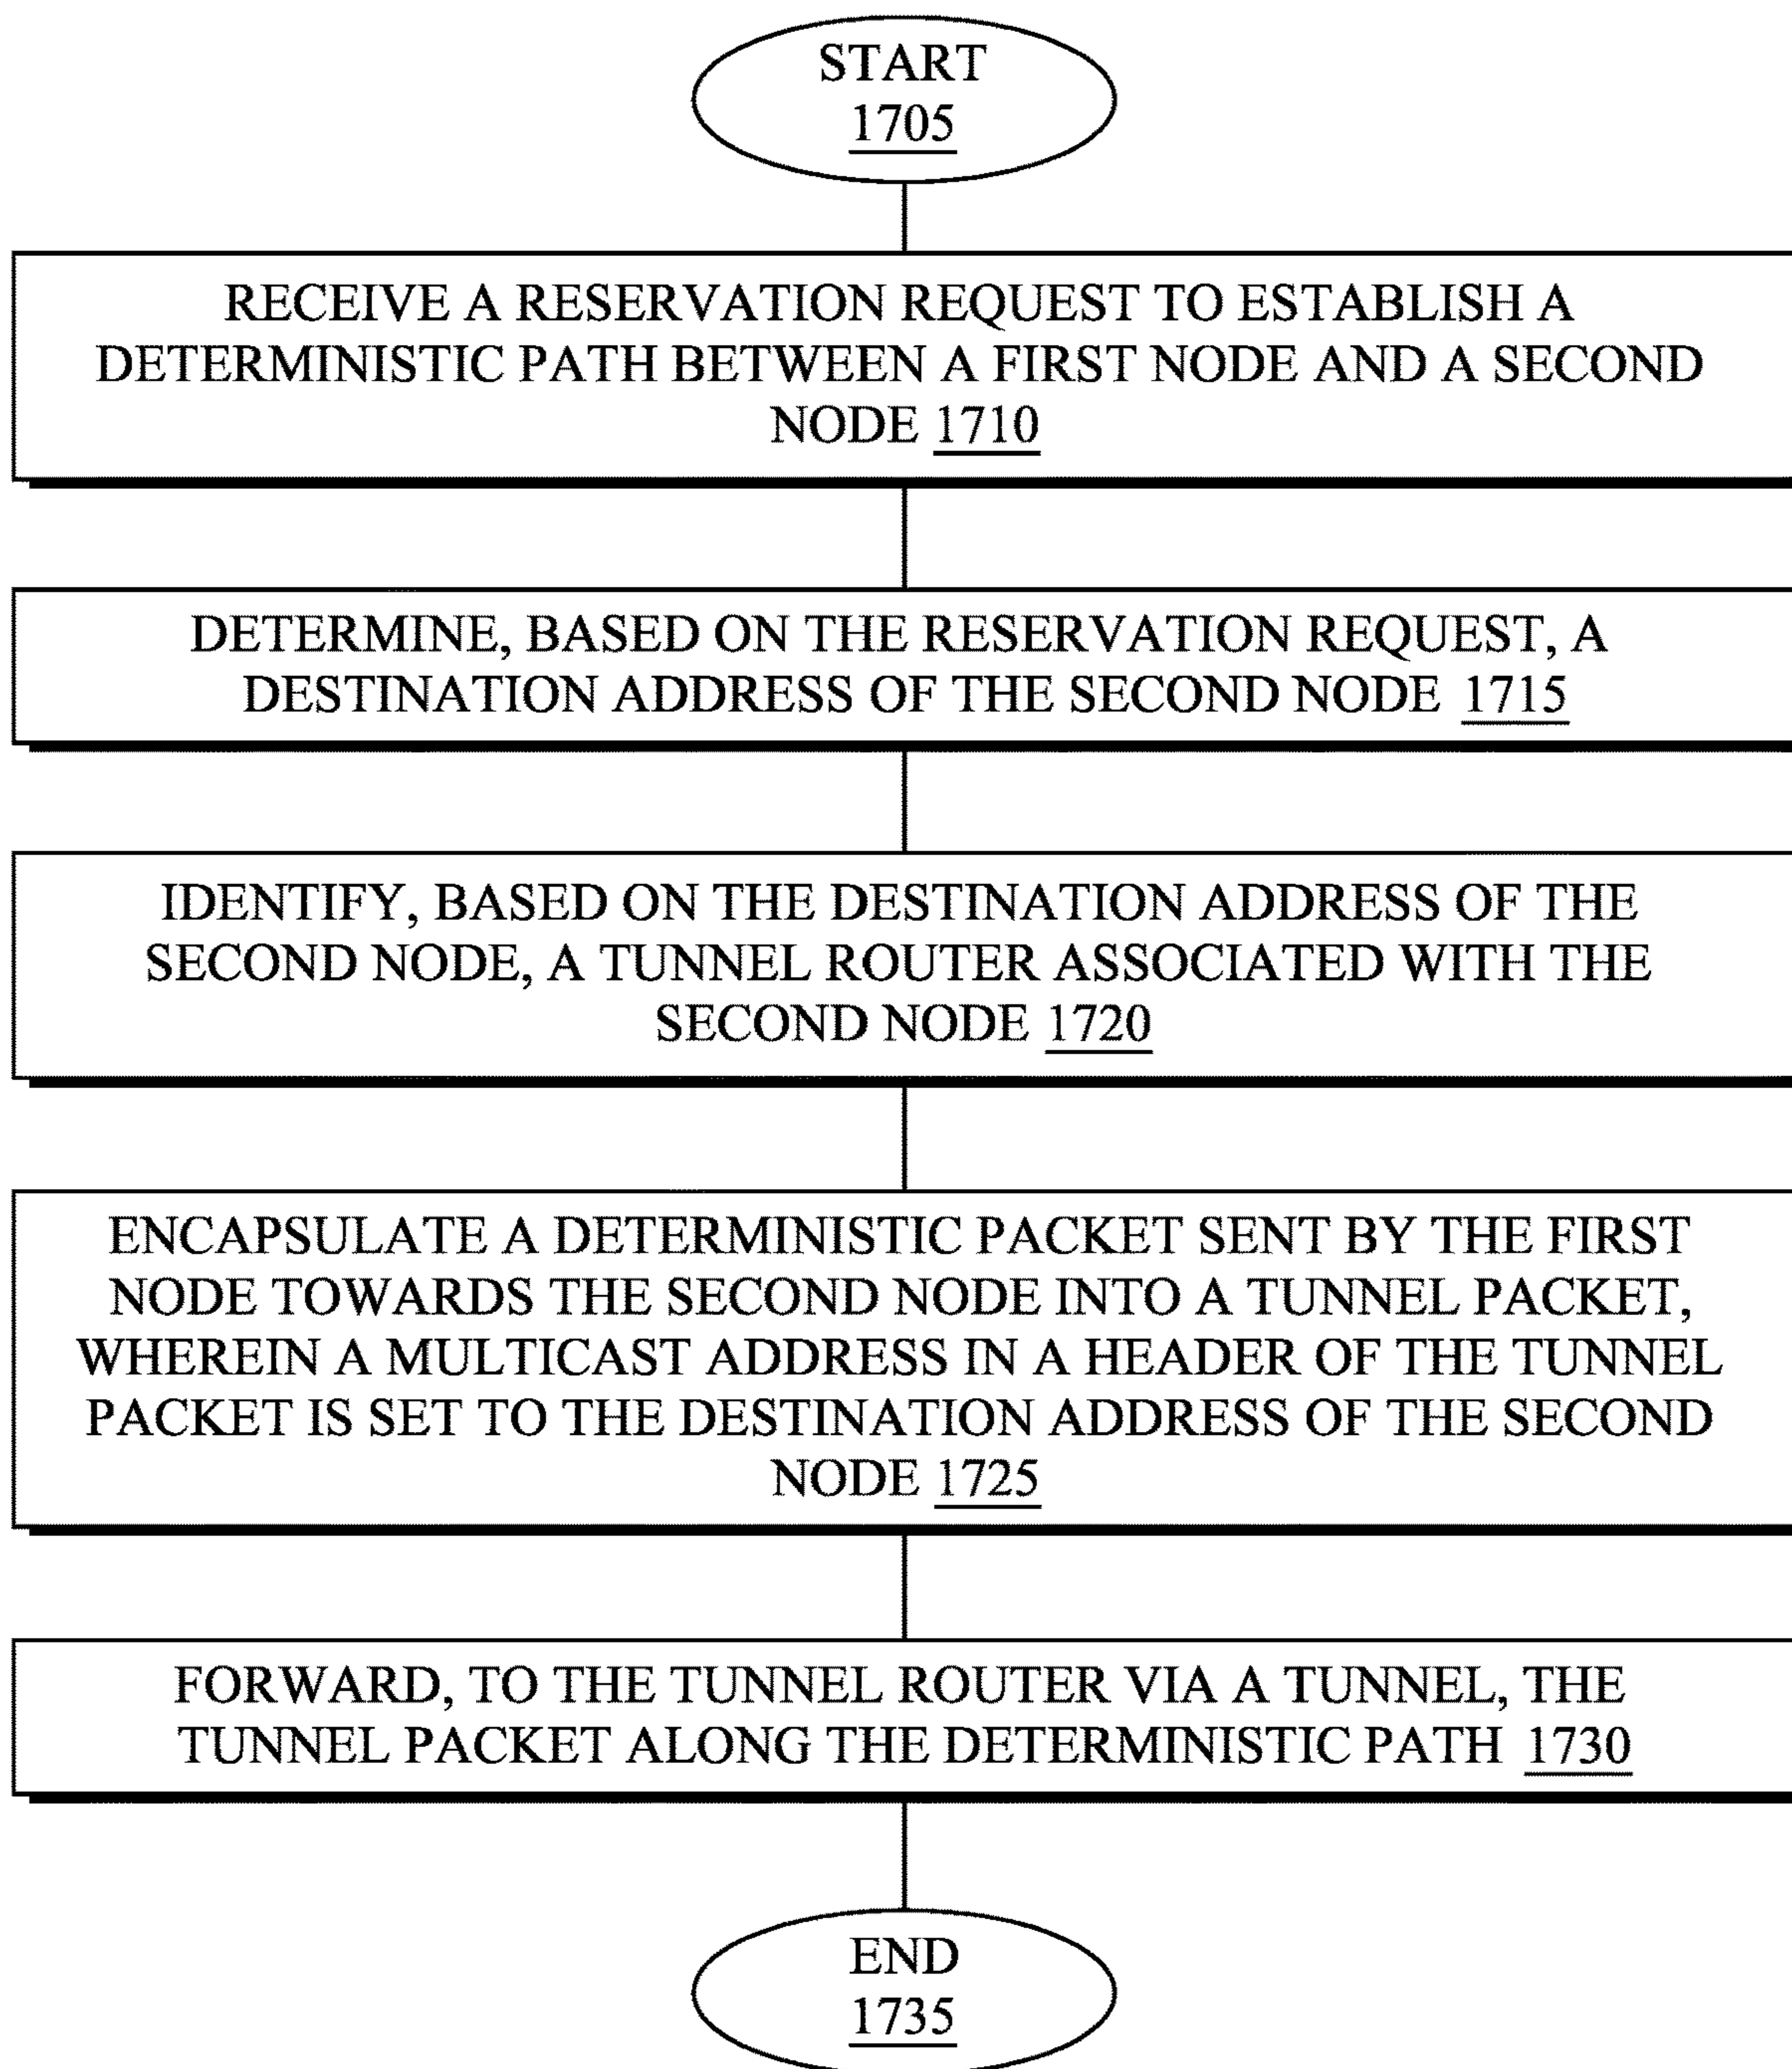 START
1705
RECEIVE A RESERVATION REQUEST TO ESTABLISH A
DETERMINISTIC PATH BETWEEN A FIRST NODE AND A SECOND
NODE 1710
DETERMINE, BASED ON THE RESERVATION REQUEST, A
DESTINATION ADDRESS OF THE SECOND NODE 1715
IDENTIFY, BASED ON THE DESTINATION ADDRESS OF THE
SECOND NODE, A TUNNEL ROUTER ASSOCIATED WITH THE
SECOND NODE 1720
ENCAPSULATE A DETERMINISTIC PACKET SENT BY THE FIRST
NODE TOWARDS THE SECOND NODE INTO A TUNNEL PACKET,
WHEREIN A MULTICAST ADDRESS IN A HEADER OF THE TUNNEL
PACKET IS SET TO THE DESTINATION ADDRESS OF THE SECOND
NODE 1725
FORWARD, TO THE TUNNEL ROUTER VIA A TUNNEL, THE
TUNNEL PACKET ALONG THE DETERMINISTIC PATH 1730
END
1735